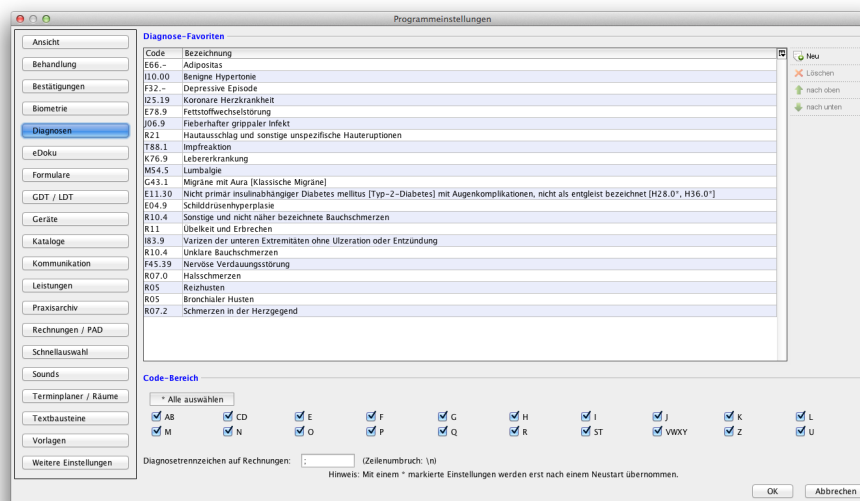 Programmeinstellungen
Ansicht
Behandlung
Bestätigungen
Biometrie
Diagnosen
eDoku
Formulare
GDT / LDT
Geräte
Kataloge
Kommunikation
Leistungen
Praxisarchiv
Rechnungen / PAD
Schnellauswahl
Sounds
Terminplaner / Räume
Textbausteine
Vorlagen
Weitere Einstellungen
Diagnose-Favoriten
Code Bezeichnung
E66.- Adipositas
I10.00 Benigne Hypertonie
F32.- Depressive Episode
I25.19 Koronare Herzkrankheit
E78.9 Fettstoffwechselstörung
J06.9 Fieberhafter grippaler Infekt
R21 Hautausschlag und sonstige unspezifische Hauteruptionen
T88.1 Impfreaktion
K76.9 Lebererkrankung
M54.5 Lumbalgie
G43.1 Migräne mit Aura [Klassische Migräne]
E11.30 Nicht primär insulinabhängiger Diabetes mellitus [Typ-2-Diabetes] mit Augenkomplikationen, nicht als entgleist bezeichnet [H28.0*, H36.0*]
E04.9 Schilddrüsenhyperplasie
R10.4 Sonstige und nicht näher bezeichnete Bauchschmerzen
R11 Übelkeit und Erbrechen
I83.9 Varizen der unteren Extremitäten ohne Ulzeration oder Entzündung
R10.4 Unklare Bauchschmerzen
F45.39 Nervöse Verdauungsstörung
R07.0 Halsschmerzen
R05 Reizhusten
R05 Bronchialer Husten
R07.2 Schmerzen in der Herzgegend
Neu
Löschen
nach oben
nach unten
Code-Bereich
* Alle auswählen
AB CD E F G H I J K L
M N O P Q R ST VWXY Z U
Diagnosetrennzeichen auf Rechnungen: ; (Zeilenumbruch: \n)
Hinweis: Mit einem * markierte Einstellungen werden erst nach einem Neustart übernommen.
OK Abbrechen